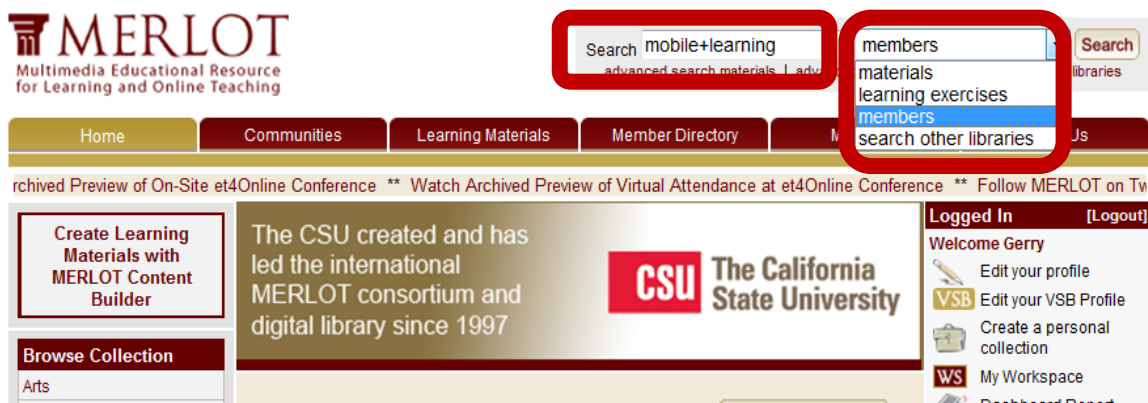 MERLOT
Multimedia Educational Resource
for Learning and Online Teaching
Search mobile+learning members Search
advanced search materials |
libraries
materials
learning exercises
members
search other libraries
Home Communities Learning Materials Member Directory
rchived Preview of On-Site et4Online Conference ** Watch Archived Preview of Virtual Attendance at et4Online Conference ** Follow MERLOT on Tw
Create Learning
Materials with
MERLOT Content
Builder
Browse Collection
Arts
The CSU created and has
led the international
MERLOT consortium and
digital library since 1997
CSU The California
State University
Logged In [Logout]
Welcome Gerry
Edit your profile
VSB Edit your VSB Profile
Create a personal
collection
WS My Workspace
Dashboard Report